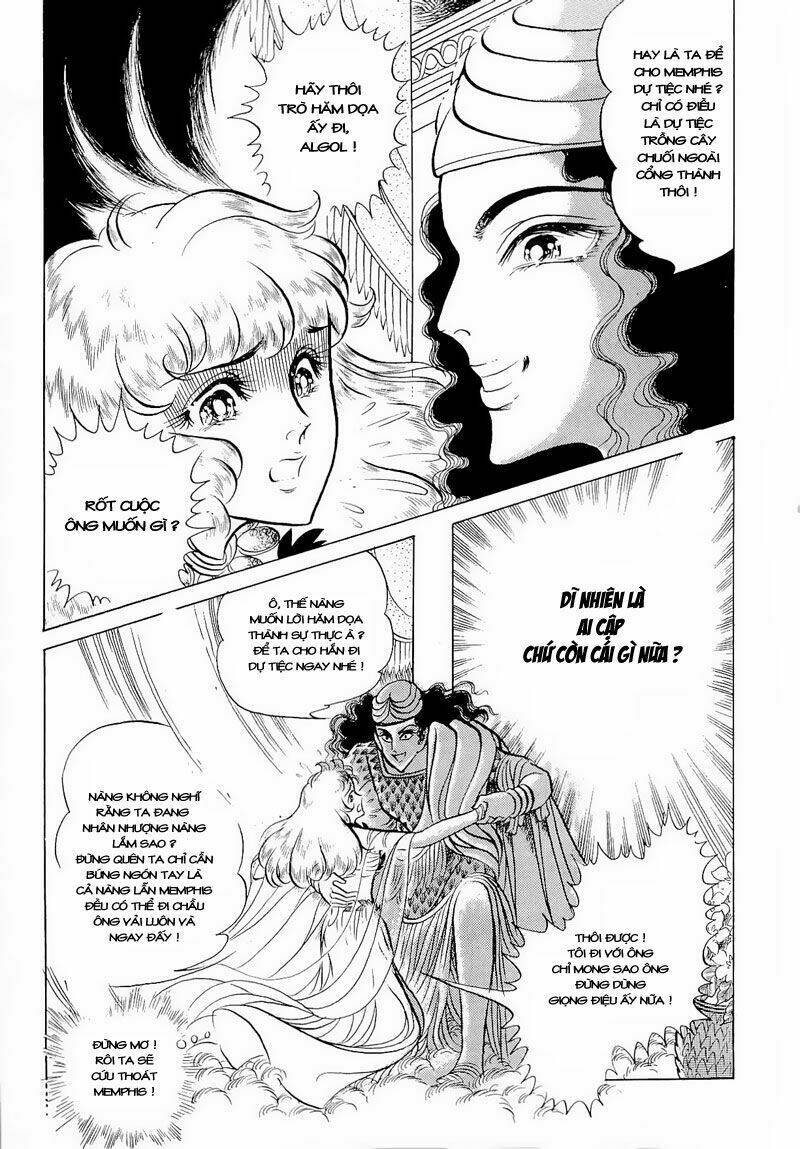 HAY LÀ TA ĐỂ
CHO MEMPHIS
DỰ TIỆC NHÉ ?
CHỈ CÓ ĐIỀU
LÀ DỰ TIỆC
TRỒNG CÂY
CHUỐI NGOÀI
CỔNG THÀNH
THÔI !
HÃY THÔI
TRÒ HĂM DỌA
ẤY ĐI,
ALGOL !
RỐT CUỘC
ÔNG MUỐN GÌ ?
DĨ NHIÊN LÀ
AI CẬP
CHỨ CÒN CÁI GÌ NỮA ?
Ô, THẾ NÀNG
MUỐN LỜI HĂM DỌA
THÀNH SỰ THỰC À ?
ĐỂ TA CHO HẮN ĐI
DỰ TIỆC NGAY NHÉ !
NÀNG KHÔNG NGHĨ
RẰNG TA ĐANG
NHÂN NHƯỢNG NÀNG
LẮM SAO ?
ĐỪNG QUÊN TA CHỈ CẦN
BÚNG NGÓN TAY LÀ
CẢ NÀNG LẪN MEMPHIS
ĐỀU CÓ THỂ ĐI CHẦU
ÔNG VẢI LUÔN VÀ
NGAY ĐẤY !
THÔI ĐƯỢC !
TÔI ĐI VỚI ÔNG
CHỈ MONG SAO ÔNG
ĐỪNG DÙNG
GIỌNG ĐIỆU ẤY NỮA !
ĐỪNG MƠ !
RỒI TA SẼ
CỨU THOÁT
MEMPHIS !